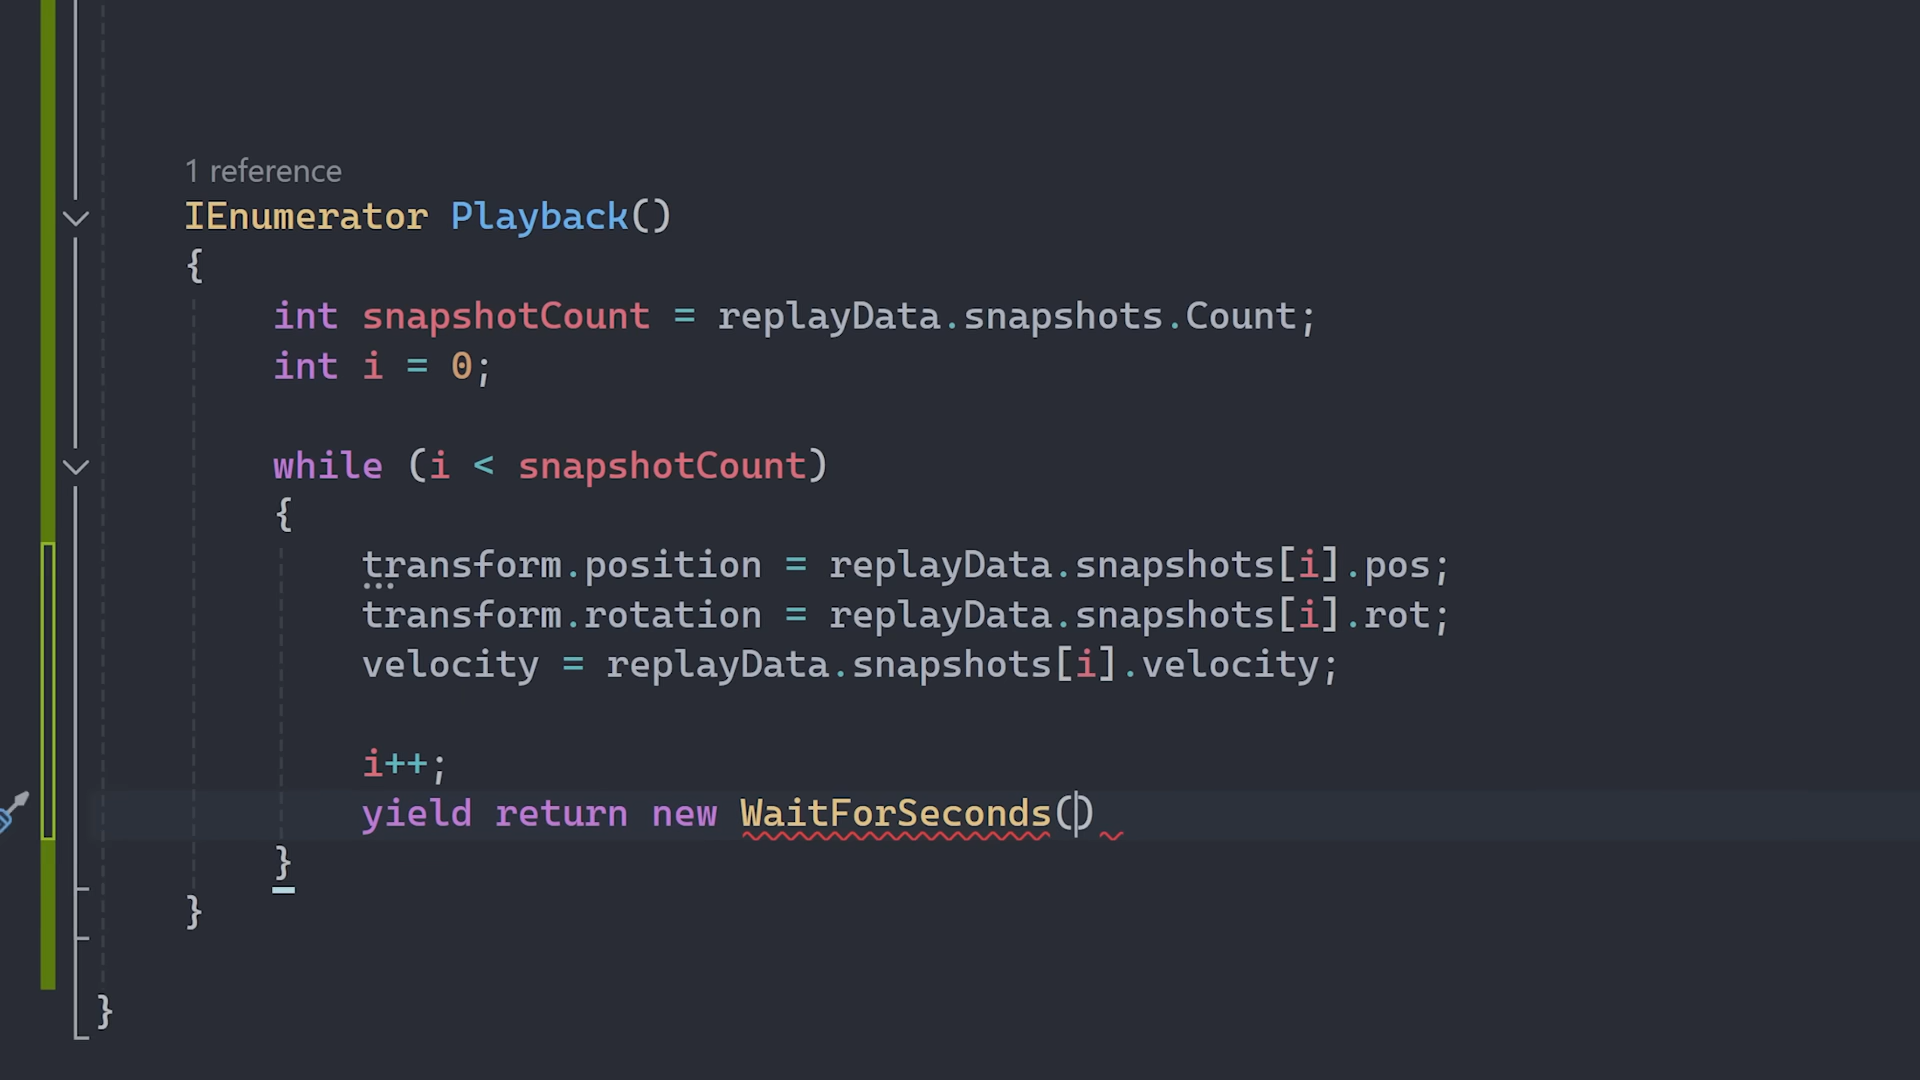 1 reference
IEnumerator Playback()
{
int snapshotCount = replayData.snapshots.Count;
int i = 0;
while (i < snapshotCount)
{
transform.position = replayData.snapshots[i].pos;
transform.rotation = replayData.snapshots[i].rot;
velocity = replayData.snapshots[i].velocity;
i++;
yield return new WaitForSeconds()
}
}
}